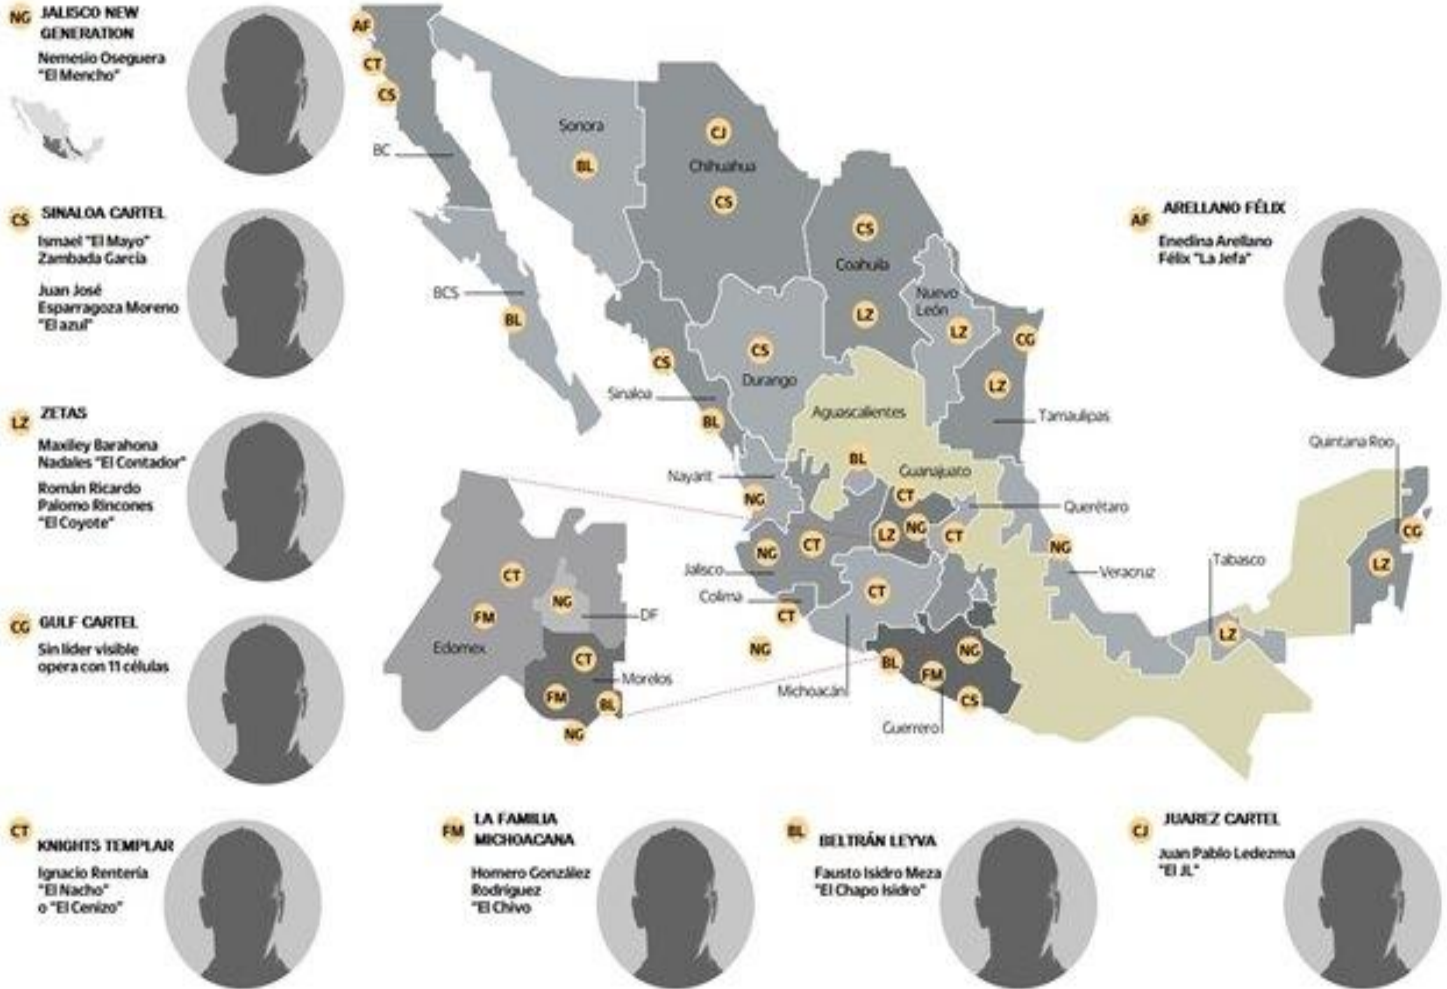 NG JALISCO NEW
GENERATION
Nemesio Oseguera
"El Mencho"
CS SINALOA CARTEL
Ismael "El Mayo"
Zambada García
Juan José
Esparragoza Moreno
"El azul"
LZ ZETAS
Maxiley Barahona
Nadales "El Contador"
Román Ricardo
Palomo Rincones
"El Coyote"
CG GULF CARTEL
Sin líder visible
opera con 11 células
CT KNIGHTS TEMPLAR
Ignacio Rentería
"El Nacho"
o "El Cenizo"
FM LA FAMILIA
MICHOACANA
Homero González
Rodríguez
"El Chivo
BL BELTRÁN LEYVA
Fausto Isidro Meza
"El Chapo Isidro"
CJ JUAREZ CARTEL
Juan Pablo Ledezma
"El JL"
AF ARELLANO FÉLIX
Enedina Arellano
Félix "La Jefa"
AF
CT
CS
BC
Sonora
BL
CJ
Chihuahua
CS
CS
Coahuila
LZ
Nuevo
León
LZ
CG
LZ
Tamaulipas
BCS
BL
CS
Durango
CS
Sinaloa
BL
Aguascalientes
BL
Guanajuato
CT
Nayarit
NG
Querétaro
LZ
NG
CT
NG
CT
Jalisco
NG
Veracruz
Colima
CT
CT
NG
Michoacán
BL
FM
NG
CS
Guerrero
Tabasco
LZ
Quintana Roo
CG
LZ
CT
NG
FM
DF
Edomex
CT
Morelos
FM
BL
NG